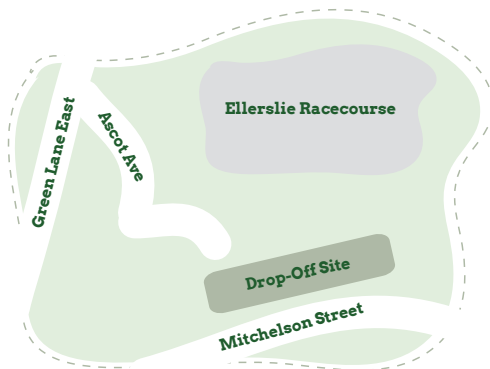 Ellerslie Racecourse
Green Lane East
Ascot Ave
Drop-Off Site
Mitchelson Street